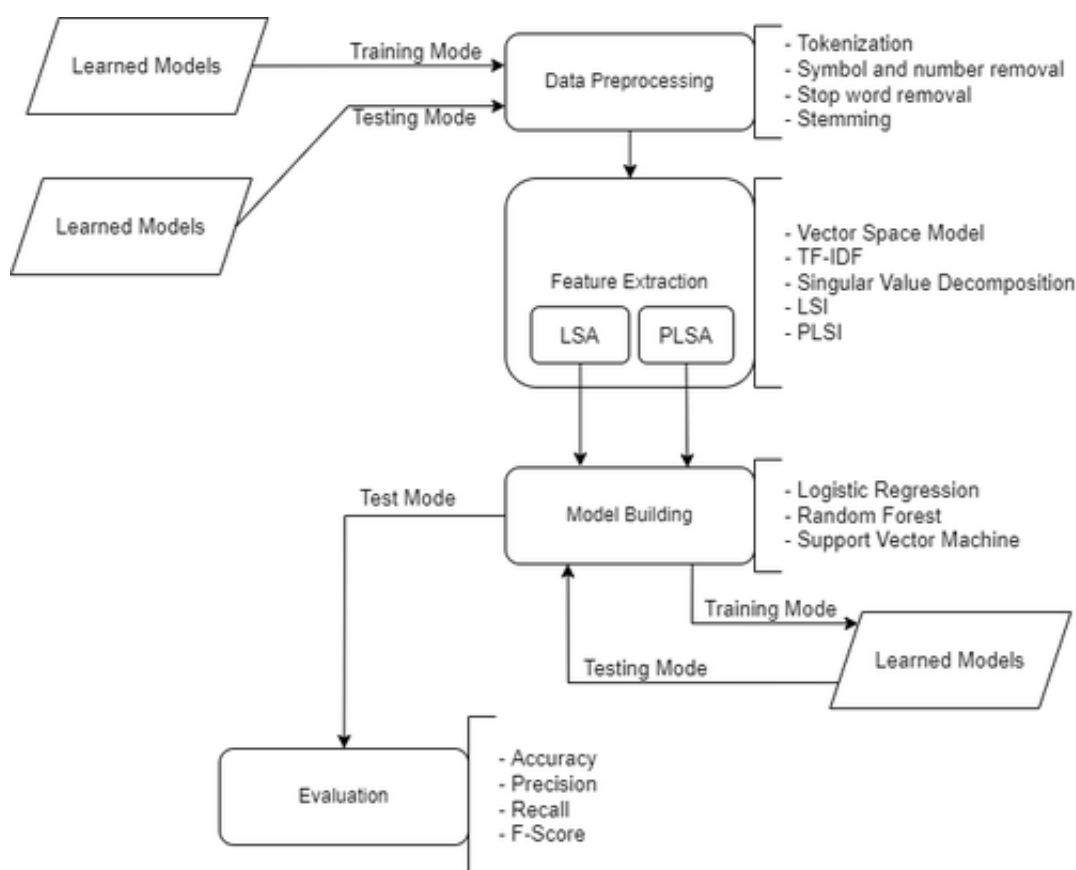 Learned Models
Training Mode
Data Preprocessing
- Tokenization
- Symbol and number removal
- Stop word removal
- Stemming
Testing Mode
Learned Models
Feature Extraction
LSA
PLSA
- Vector Space Model
- TF-IDF
- Singular Value Decomposition
- LSI
- PLSI
Test Mode
Model Building
- Logistic Regression
- Random Forest
- Support Vector Machine
Training Mode
Testing Mode
Learned Models
Evaluation
- Accuracy
- Precision
- Recall
- F-Score